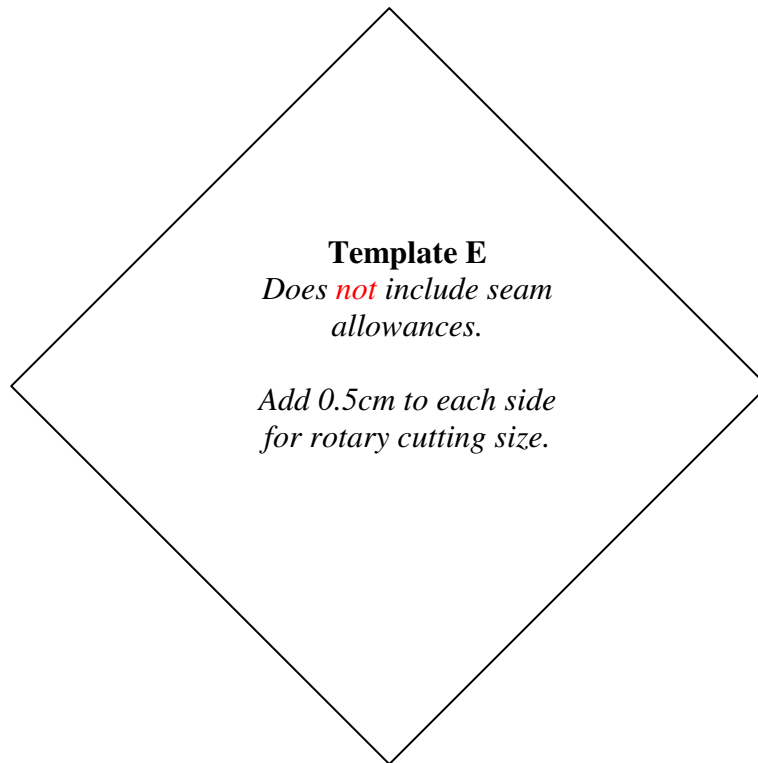 Template E
Does not include seam
allowances.
Add 0.5cm to each side
for rotary cutting size.